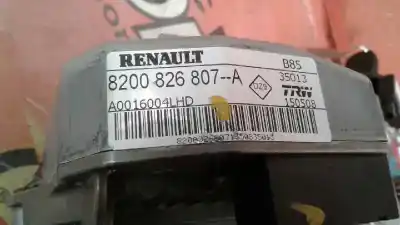 RENAULT B85
8200 826 807--A 35013
A0016004LHD TRW
150508